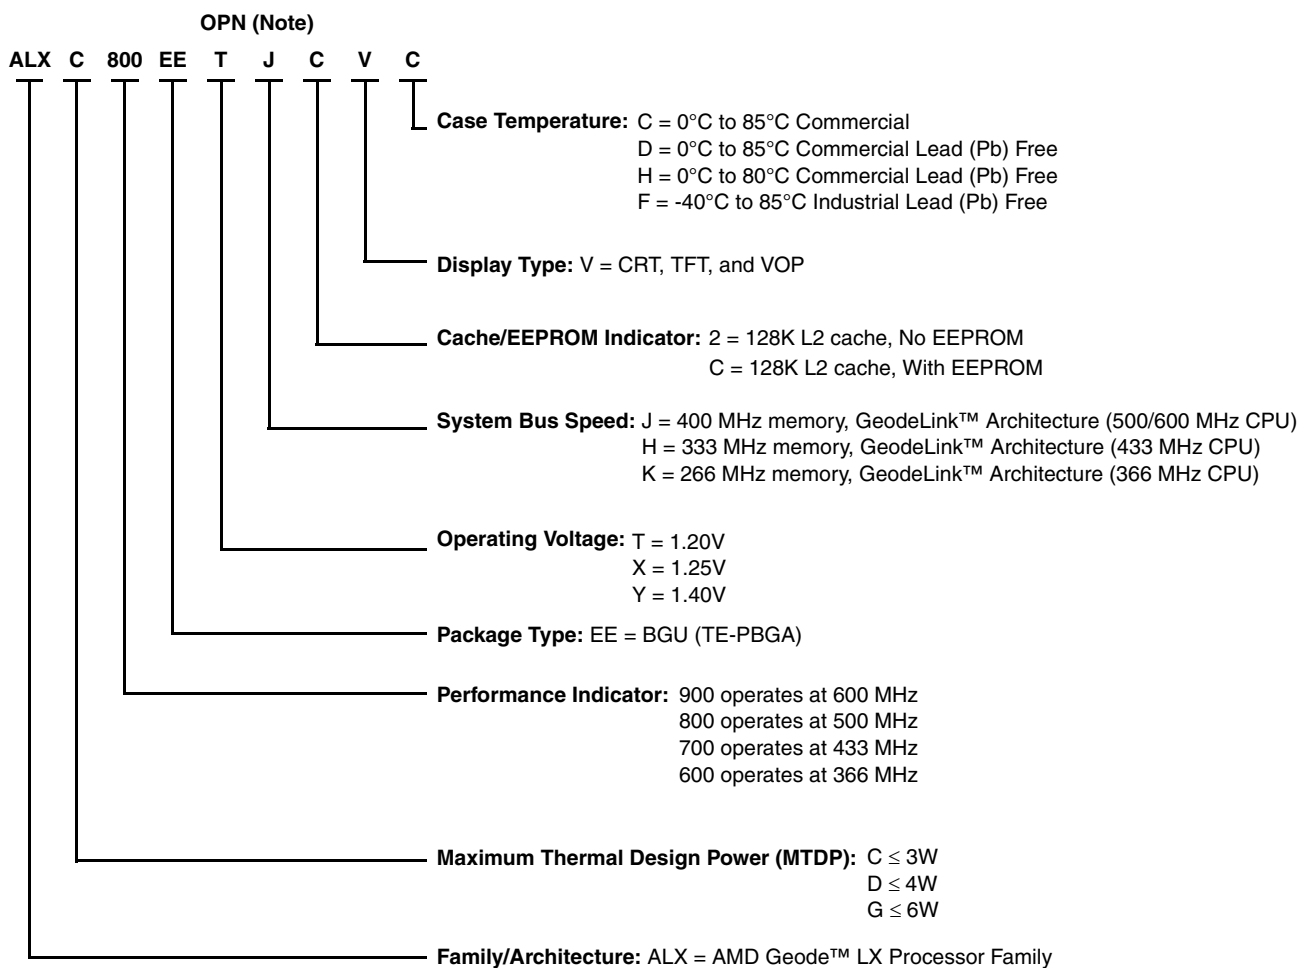 OPN (Note)
ALX C 800 EE T J C V C
Case Temperature: C = 0°C to 85°C Commercial
D = 0°C to 85°C Commercial Lead (Pb) Free
H = 0°C to 80°C Commercial Lead (Pb) Free
F = -40°C to 85°C Industrial Lead (Pb) Free
Display Type: V = CRT, TFT, and VOP
Cache/EEPROM Indicator: 2 = 128K L2 cache, No EEPROM
C = 128K L2 cache, With EEPROM
System Bus Speed: J = 400 MHz memory, GeodeLink™ Architecture (500/600 MHz CPU)
H = 333 MHz memory, GeodeLink™ Architecture (433 MHz CPU)
K = 266 MHz memory, GeodeLink™ Architecture (366 MHz CPU)
Operating Voltage: T = 1.20V
X = 1.25V
Y = 1.40V
Package Type: EE = BGU (TE-PBGA)
Performance Indicator: 900 operates at 600 MHz
800 operates at 500 MHz
700 operates at 433 MHz
600 operates at 366 MHz
Maximum Thermal Design Power (MTDP): C ≤ 3W
D ≤ 4W
G ≤ 6W
Family/Architecture: ALX = AMD Geode™ LX Processor Family